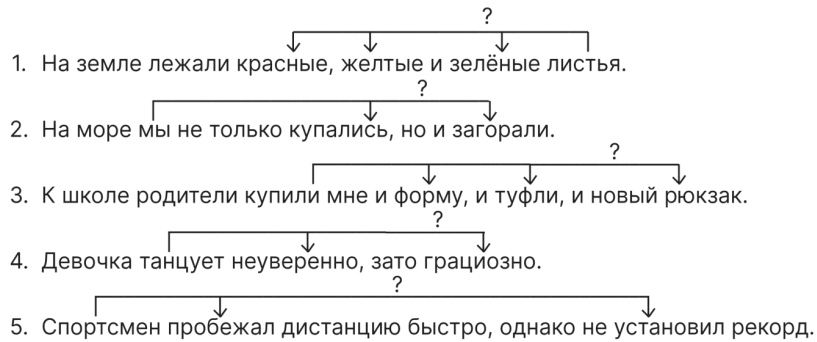 ?
1. На земле лежали красные, желтые и зелёные листья.
?
2. На море мы не только купались, но и загорали.
?
3. К школе родители купили мне и форму, и туфли, и новый рюкзак.
?
4. Девочка танцует неуверенно, зато грациозно.
?
5. Спортсмен пробежал дистанцию быстро, однако не установил рекорд.